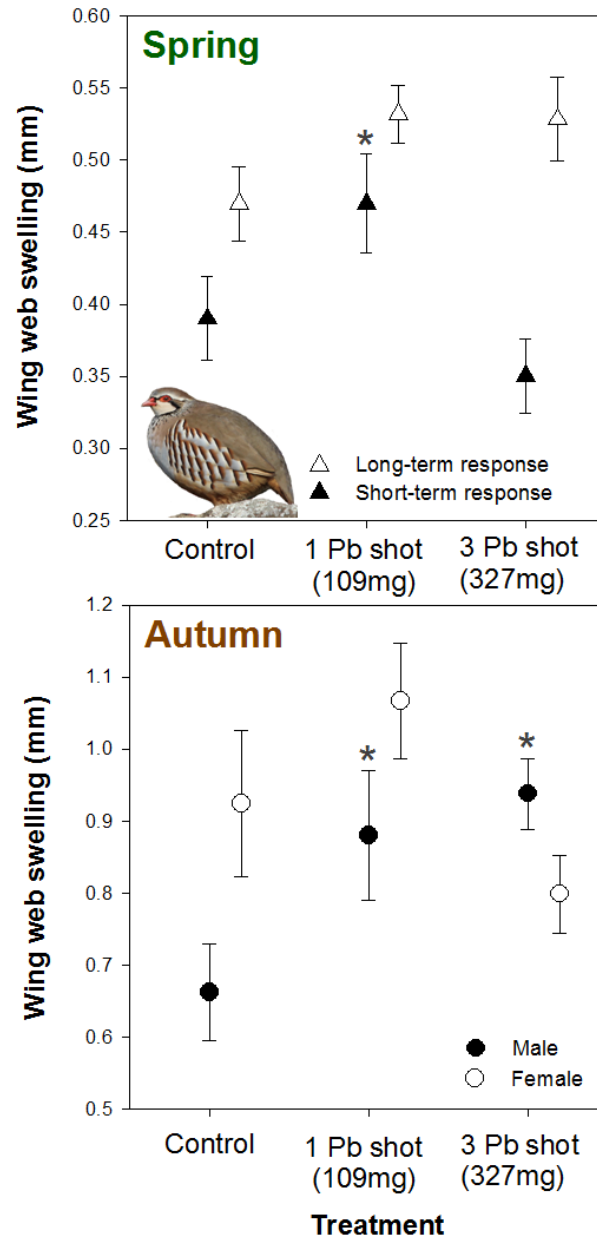 Spring
Wing web swelling (mm)
0.60
0.55
0.50
0.45
0.40
0.35
0.30
0.25
*
Long-term response
Short-term response
Control
1 Pb shot
(109mg)
3 Pb shot
(327mg)
Autumn
Wing web swelling (mm)
1.2
1.1
1.0
0.9
0.8
0.7
0.6
0.5
*
*
Male
Female
Control
1 Pb shot
(109mg)
3 Pb shot
(327mg)
Treatment